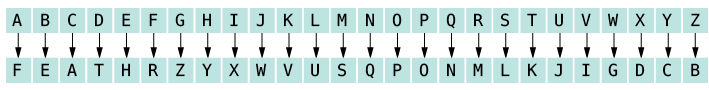 A B C D E F G H I J K L M N O P Q R S T U V W X Y Z
F E A T H R Z Y X W V U S Q P O N M L K J I G D C B